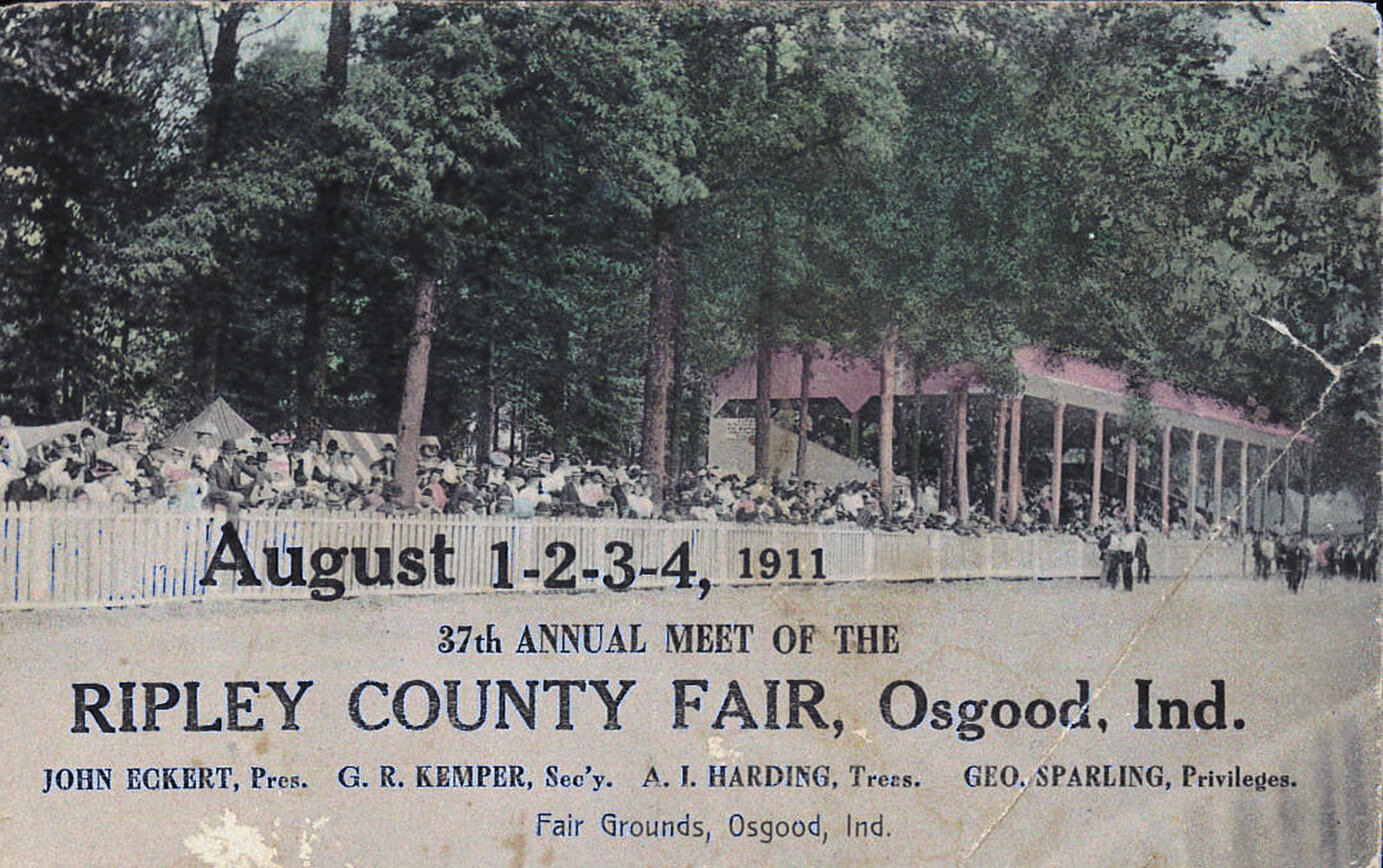 August 1-2-3-4, 1911
37th ANNUAL MEET OF THE
RIPLEY COUNTY FAIR, Osgood, Ind.
JOHN ECKERT, Pres. G. R. KEMPER, Sec'y. A. I. HARDING, Treas. GEO. SPARLING, Privileges.
Fair Grounds, Osgood, Ind.